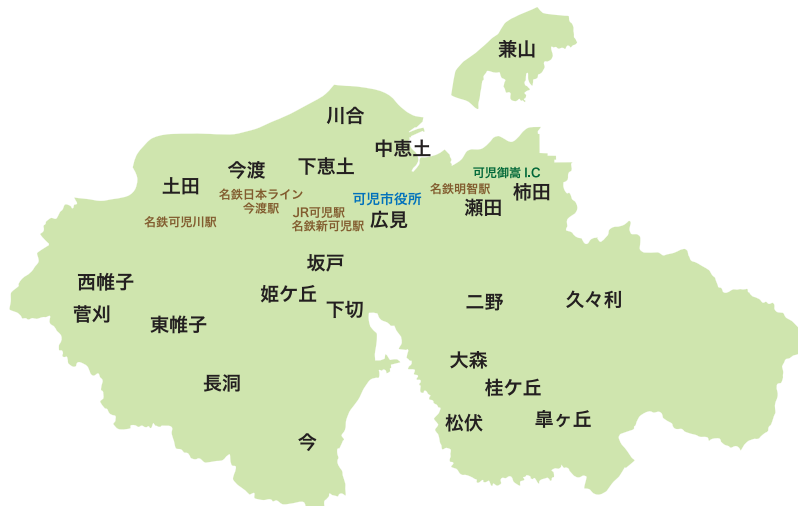 兼山
川合
中恵土
下恵土
今渡
土田
可児御嵩 I.C
名鉄明智駅
柿田
瀬田
可児市役所
広見
名鉄日本ライン
今渡駅
JR可児駅
名鉄新可児駅
名鉄可児川駅
坂戸
西帷子
姫ケ丘
下切
二野
久々利
菅刈
東帷子
大森
長洞
桂ケ丘
松伏
皐ヶ丘
今